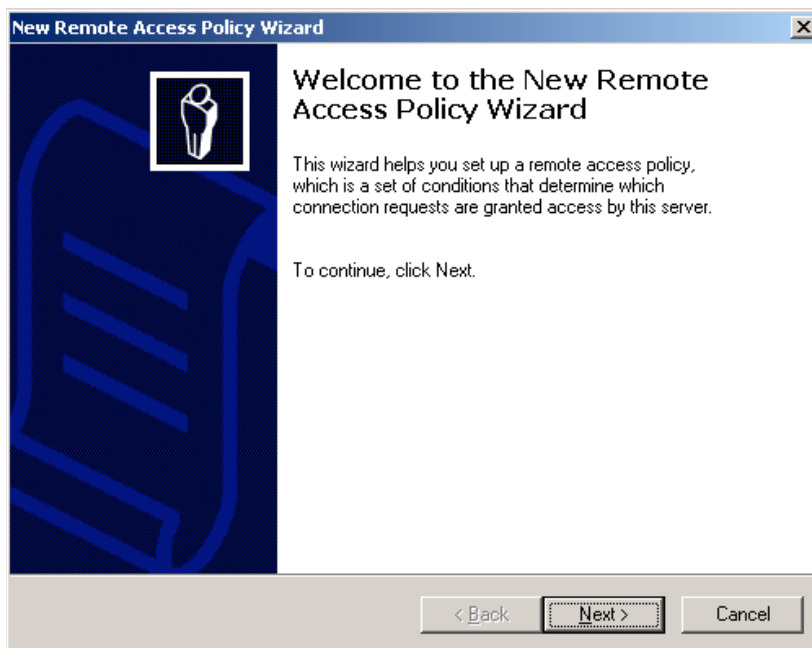 New Remote Access Policy Wizard
Welcome to the New Remote
Access Policy Wizard
This wizard helps you set up a remote access policy,
which is a set of conditions that determine which
connection requests are granted access by this server.
To continue, click Next.
< Back Next > Cancel